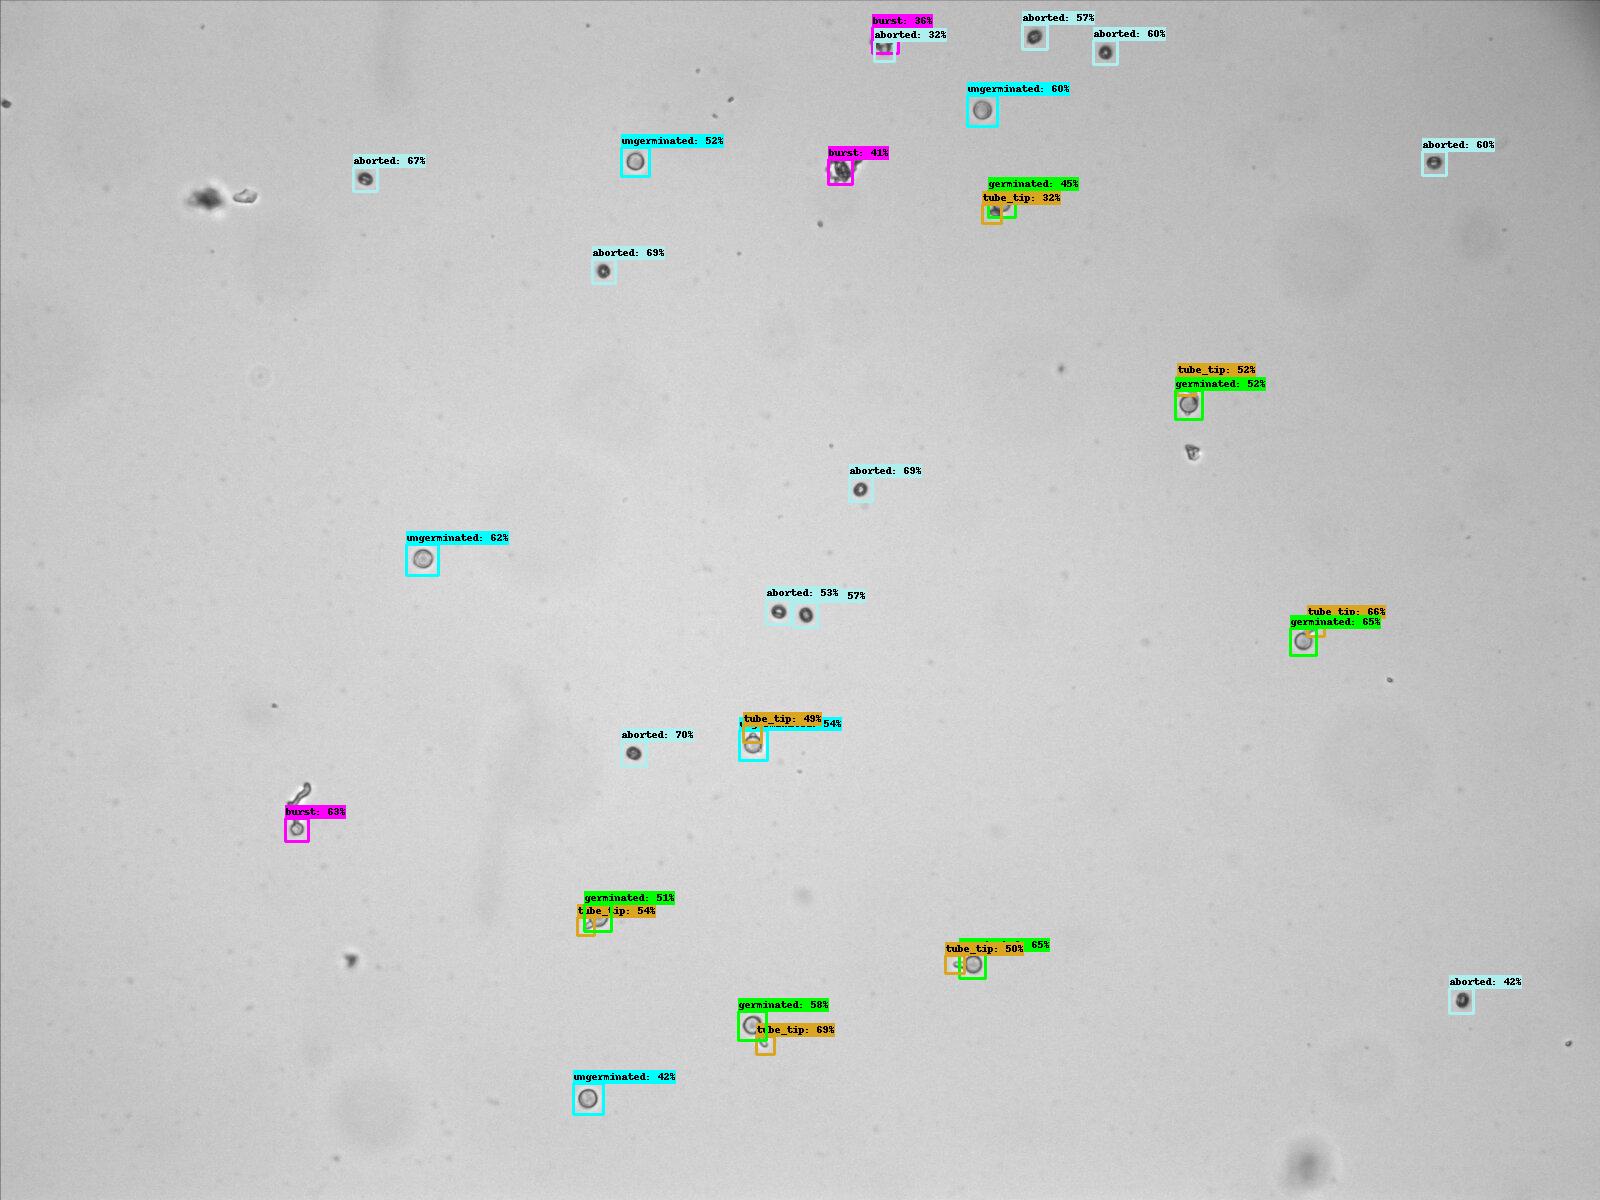 aborted: 57%
burst: 36%
aborted: 32%
aborted: 60%
ungerminated: 60%
ungerminated: 52%
aborted: 60%
burst: 41%
aborted: 67%
germinated: 45%
tube_tip: 32%
aborted: 69%
tube_tip: 52%
germinated: 52%
aborted: 69%
ungerminated: 62%
aborted: 53%
57%
tube_tip: 66%
germinated: 65%
tube_tip: 49%
54%
aborted: 70%
burst: 63%
germinated: 51%
tube_tip: 54%
65%
tube_tip: 50%
aborted: 42%
germinated: 58%
tube_tip: 69%
ungerminated: 42%